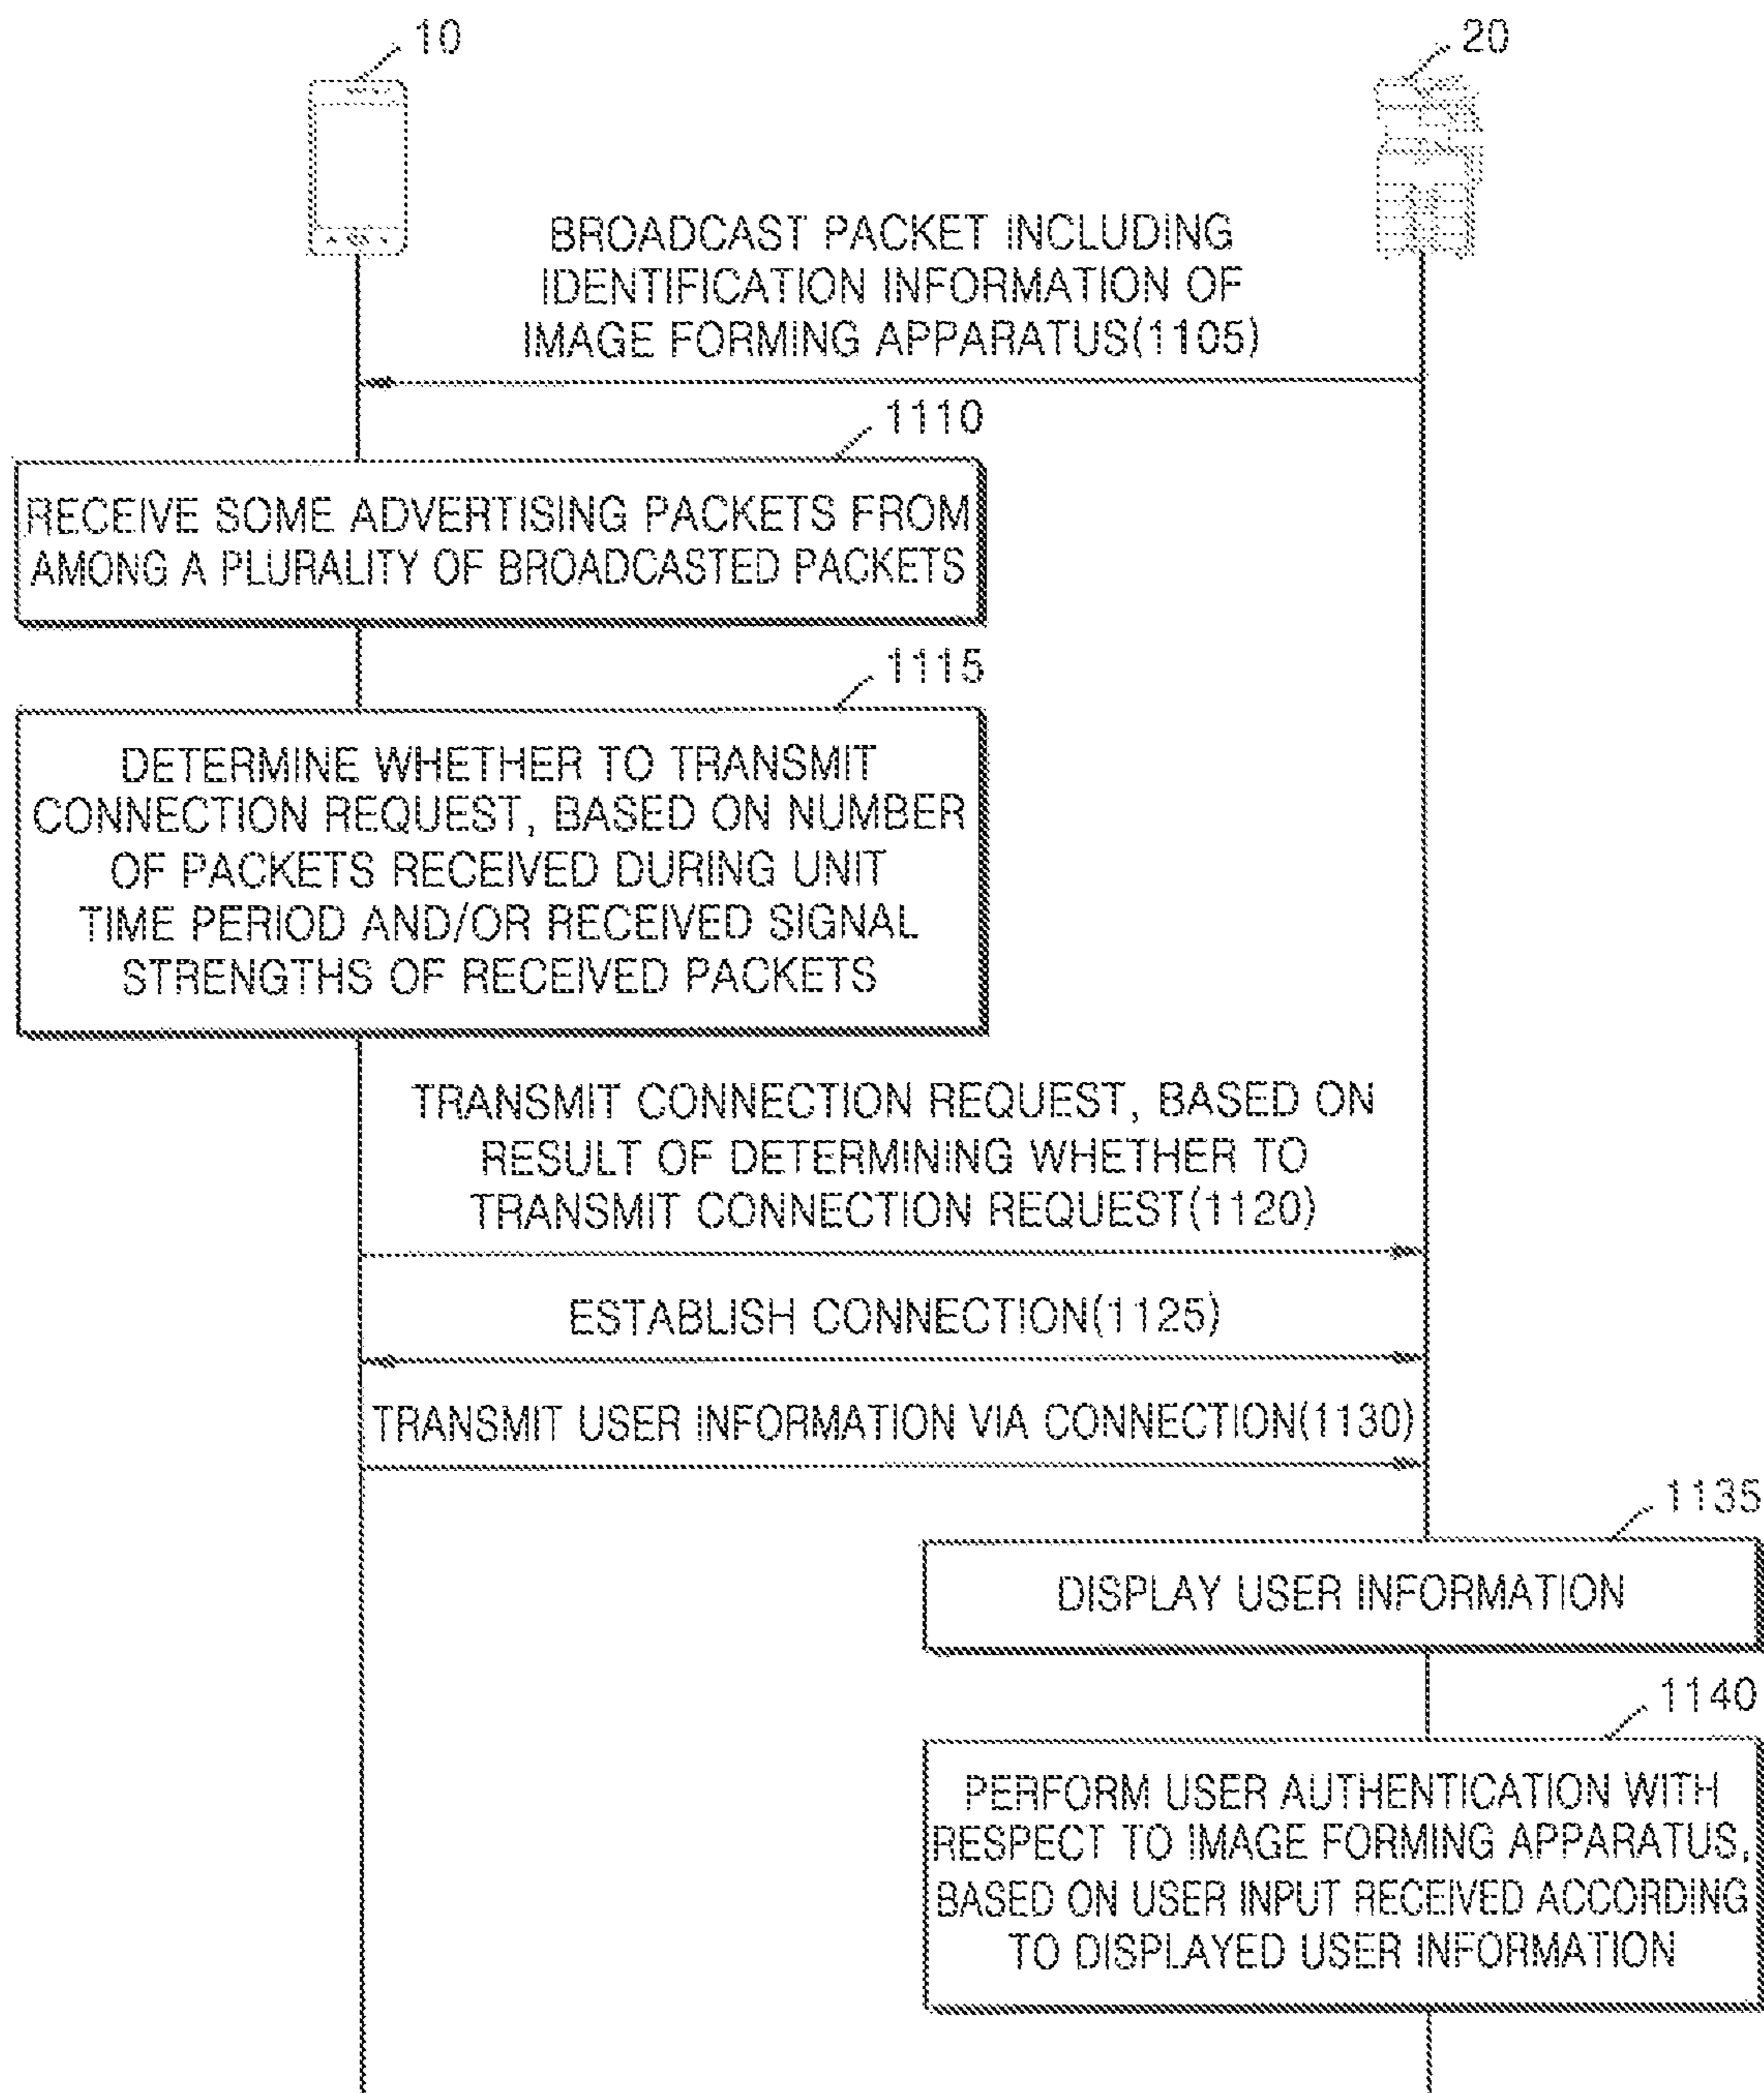 10
20
BROADCAST PACKET INCLUDING
IDENTIFICATION INFORMATION OF
IMAGE FORMING APPARATUS(1105)
1110
RECEIVE SOME ADVERTISING PACKETS FROM
AMONG A PLURALITY OF BROADCASTED PACKETS
1115
DETERMINE WHETHER TO TRANSMIT
CONNECTION REQUEST, BASED ON NUMBER
OF PACKETS RECEIVED DURING UNIT
TIME PERIOD AND/OR RECEIVED SIGNAL
STRENGTHS OF RECEIVED PACKETS
TRANSMIT CONNECTION REQUEST, BASED ON
RESULT OF DETERMINING WHETHER TO
TRANSMIT CONNECTION REQUEST(1120)
ESTABLISH CONNECTION(1125)
TRANSMIT USER INFORMATION VIA CONNECTION(1130)
1135
DISPLAY USER INFORMATION
1140
PERFORM USER AUTHENTICATION WITH
RESPECT TO IMAGE FORMING APPARATUS,
BASED ON USER INPUT RECEIVED ACCORDING
TO DISPLAYED USER INFORMATION